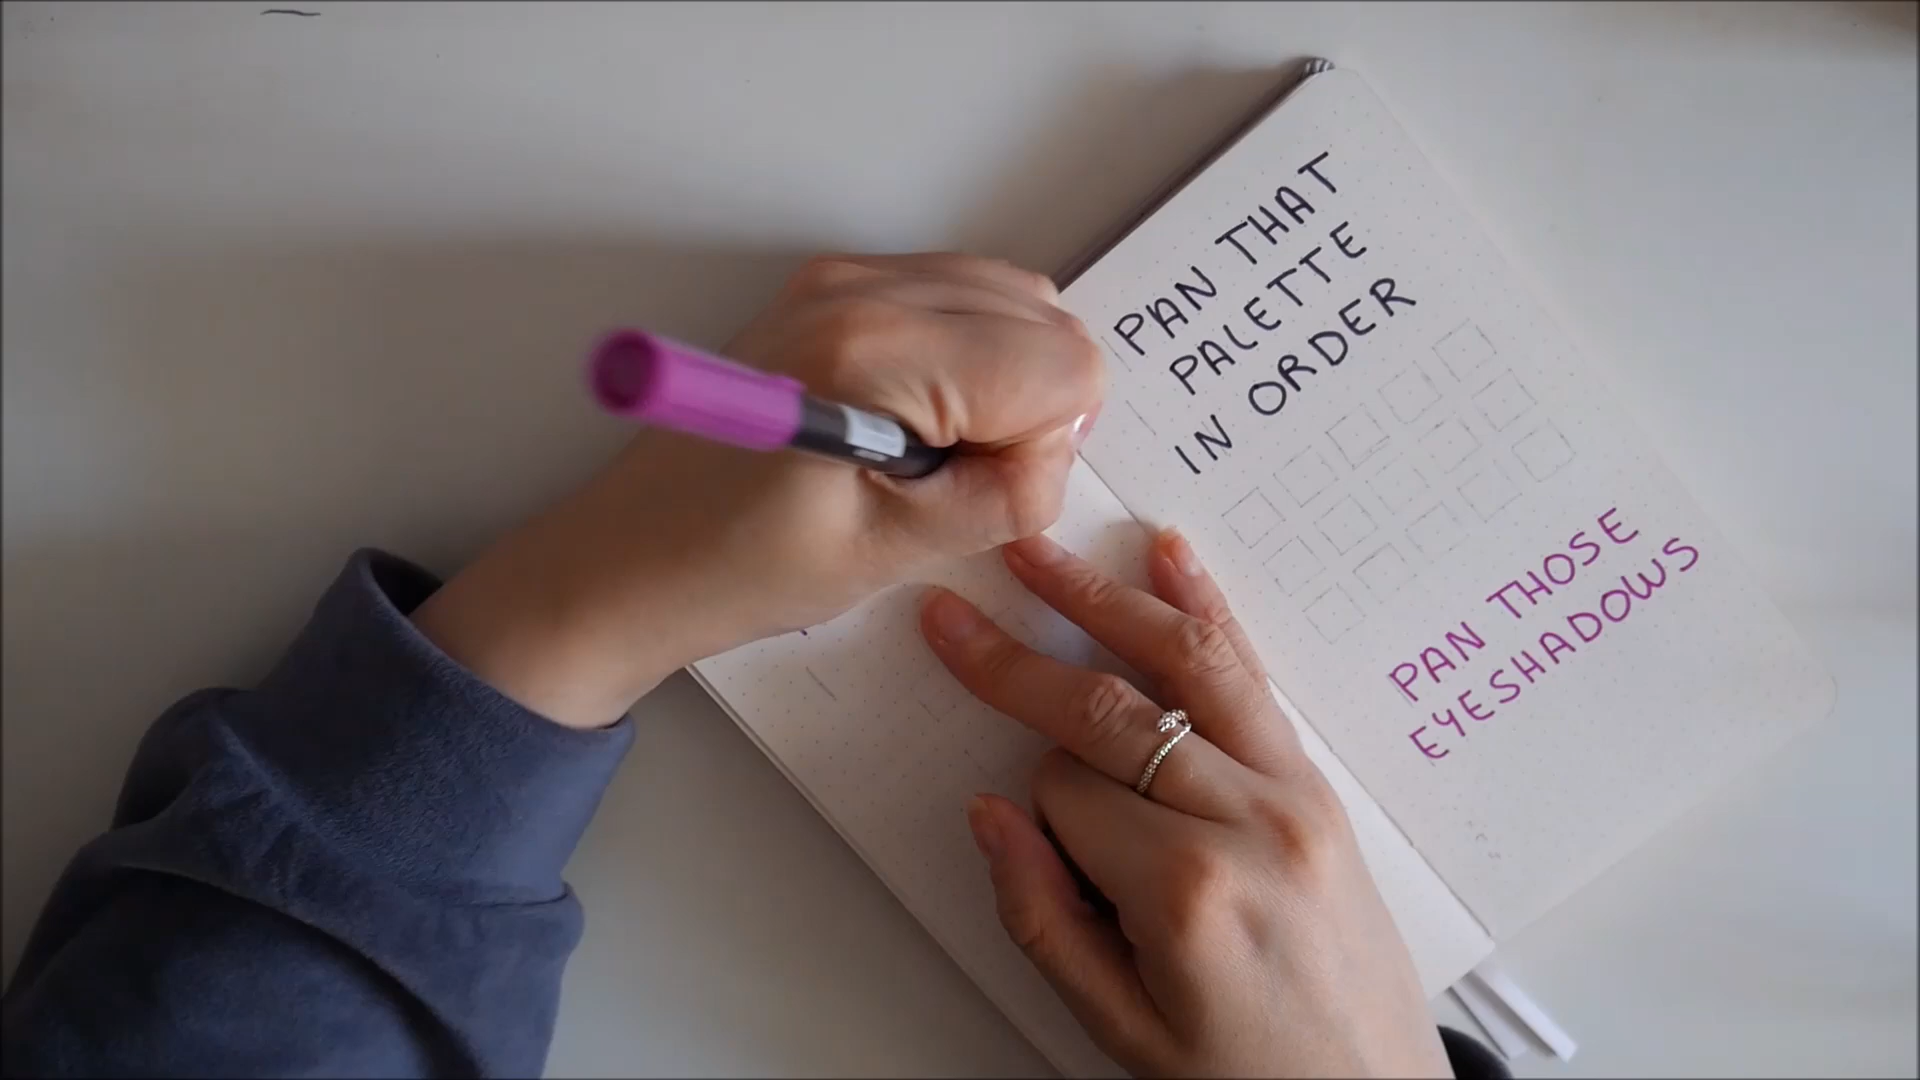 PAN THAT
PALETTE
IN ORDER
PAN THOSE
EYESHADOWS